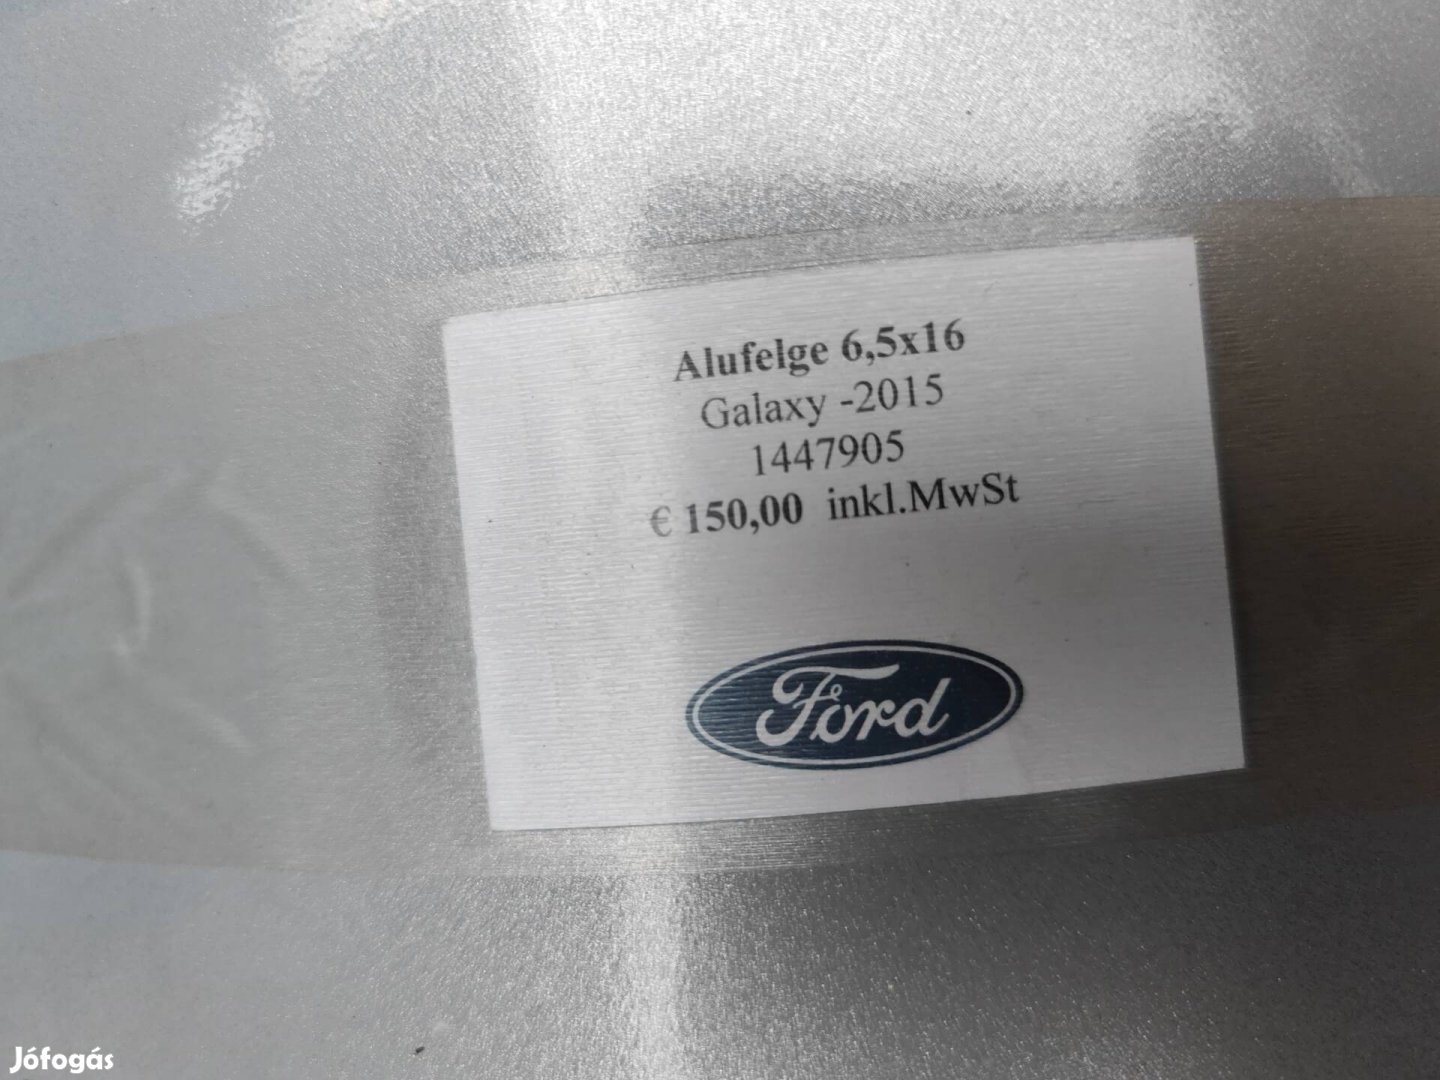 Alufelge 6,5x16
Galaxy -2015
1447905
€ 150,00 inkl.MwSt
Ford
Jófogás